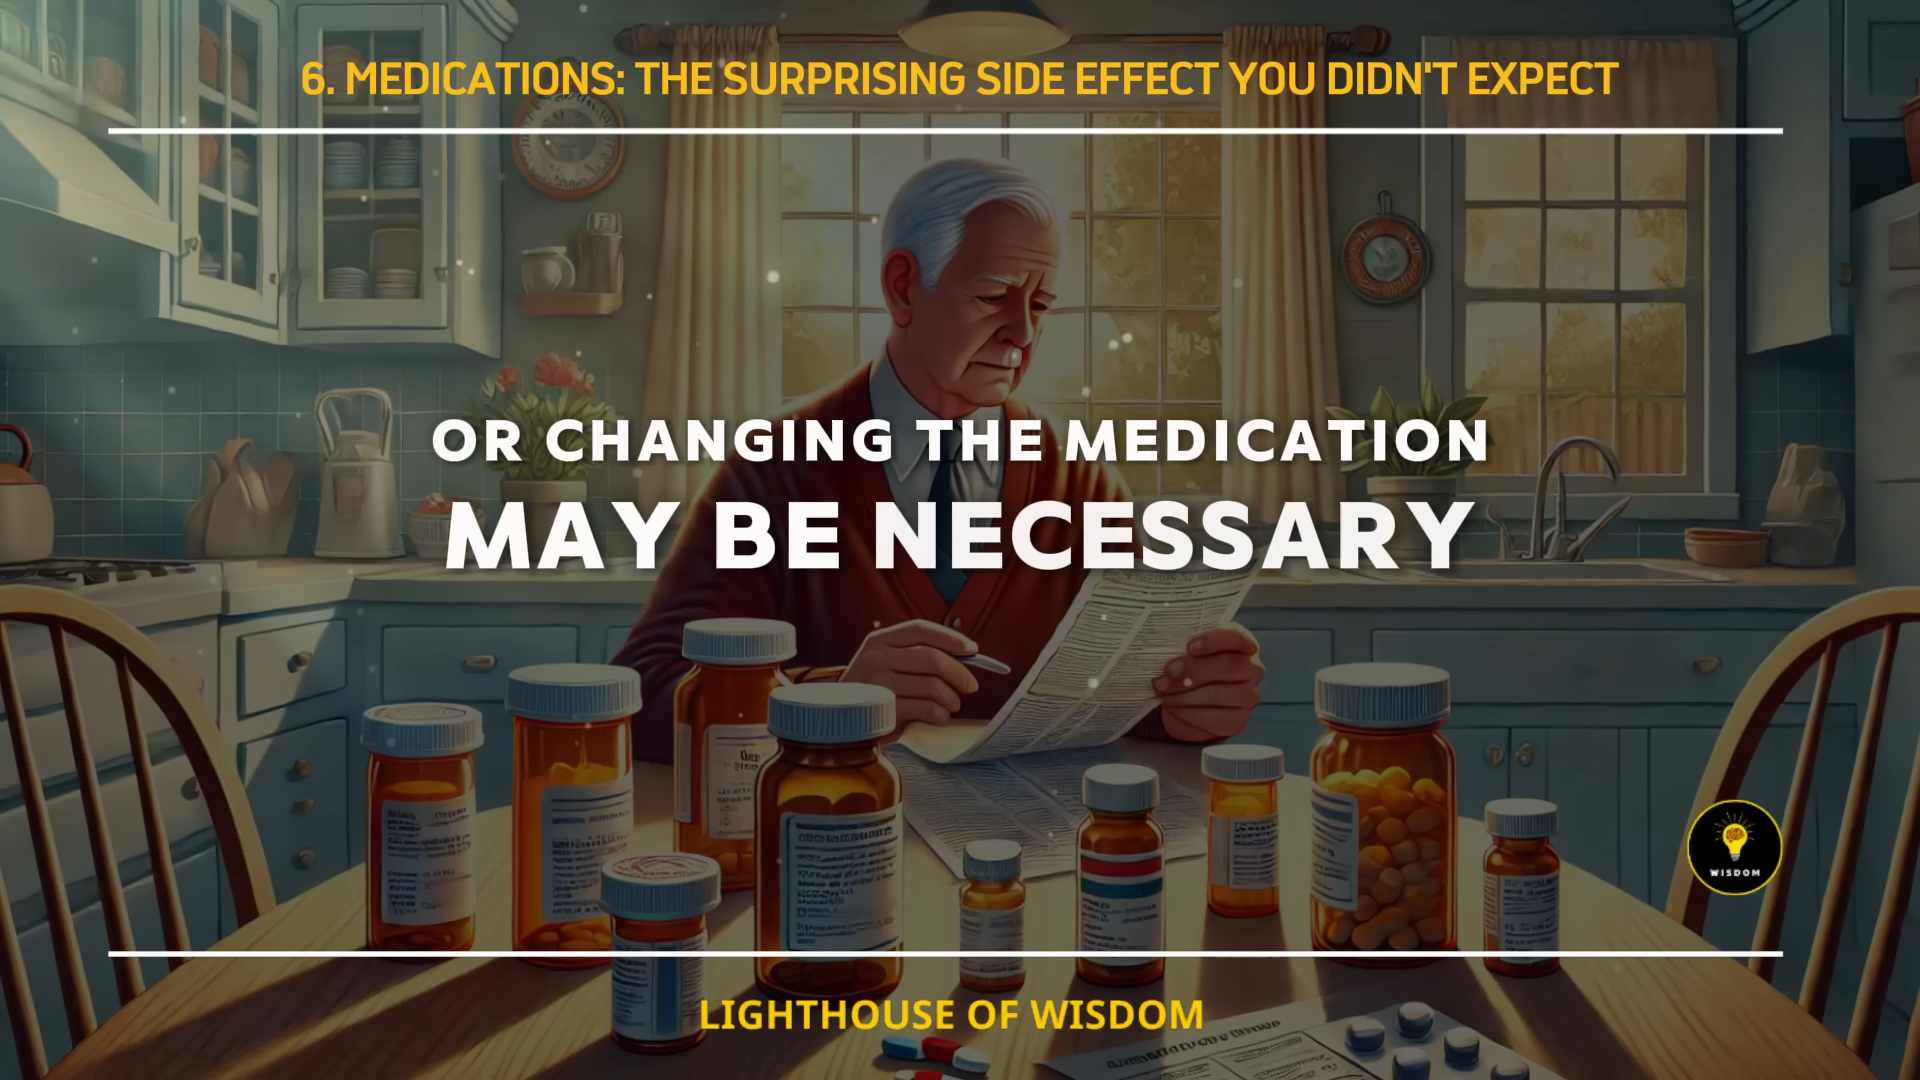 6. MEDICATIONS: THE SURPRISING SIDE EFFECT YOU DIDN'T EXPECT
OR CHANGING THE MEDICATION
MAY BE NECESSARY
WISDOM
LIGHTHOUSE OF WISDOM